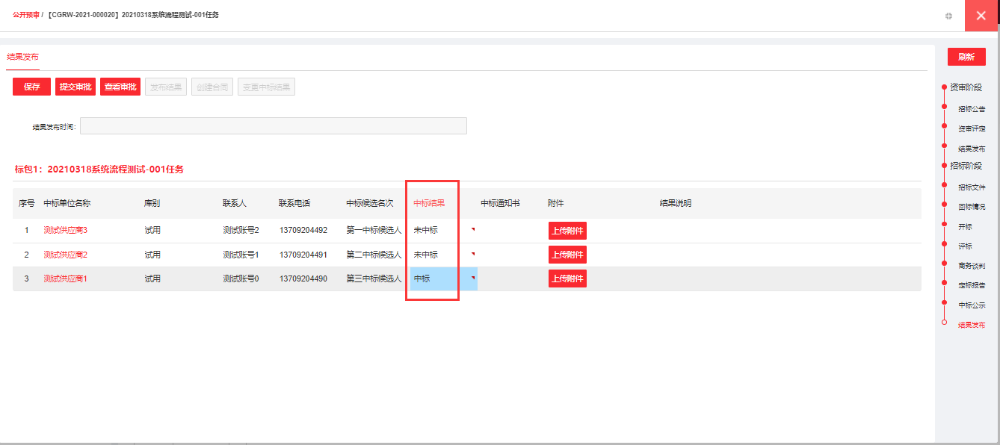 公开预审 / 【CGRW-2021-000020】20210318系统流程测试-001任务
结果发布
保存 提交审批 查看审批 发布结果 创建合同 变更中标结果
结果发布时间：
标包1：20210318系统流程测试-001任务
序号 中标单位名称 库别 联系人 联系电话 中标候选名次 中标结果 中标通知书 附件 结果说明
1 测试供应商3 试用 测试账号2 13709204492 第一中标候选人 未中标 上传附件
2 测试供应商2 试用 测试账号1 13709204491 第二中标候选人 未中标 上传附件
3 测试供应商1 试用 测试账号0 13709204490 第三中标候选人 中标 上传附件
刷新
资审阶段
招标公告
资审评定
结果发布
招标阶段
招标文件
回标情况
开标
评标
商务谈判
定标报告
中标公示
结果发布